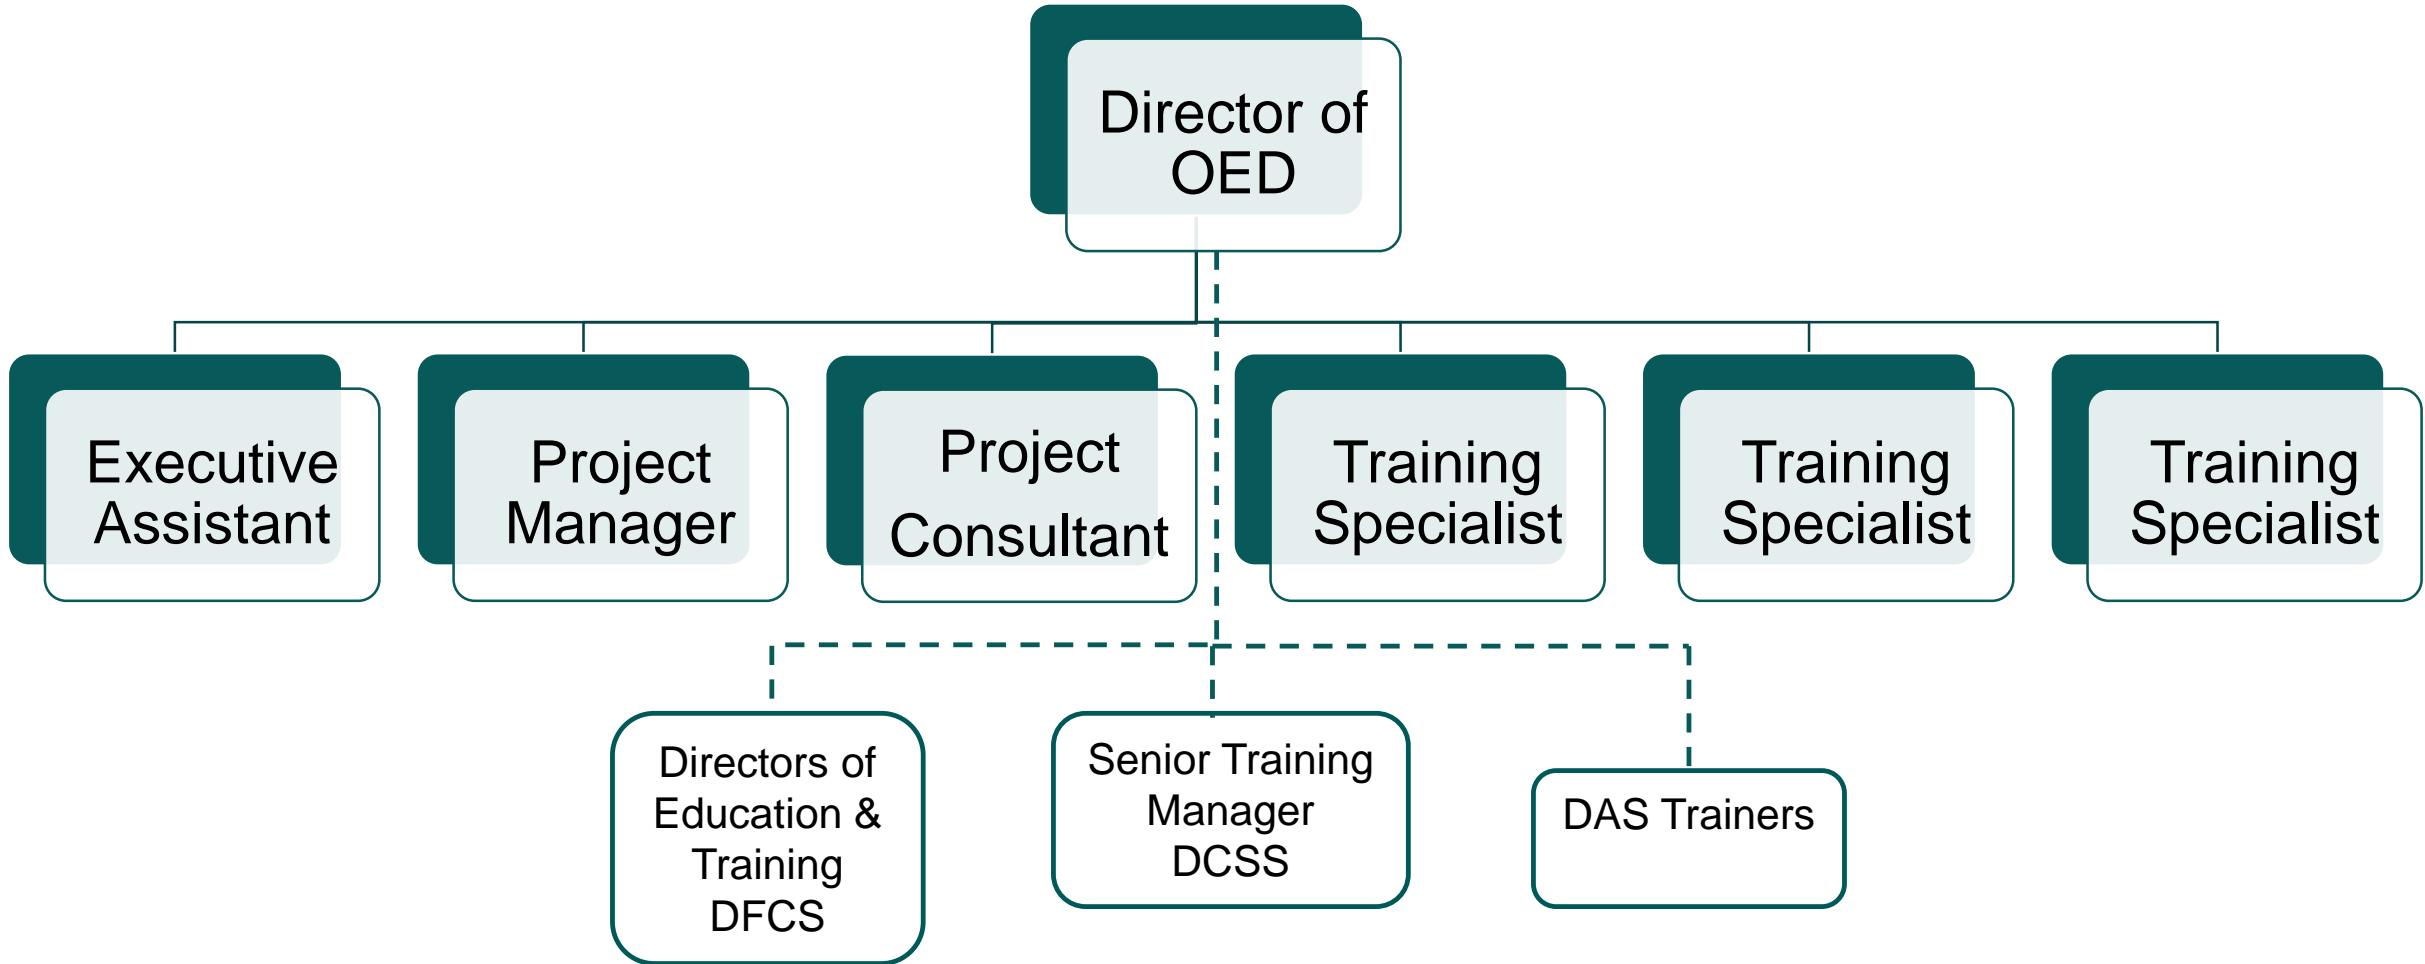 Director of
OED
Executive
Assistant
Project
Manager
Project
Consultant
Training
Specialist
Training
Specialist
Training
Specialist
Directors of
Education &
Training
DFCS
Senior Training
Manager
DCSS
DAS Trainers